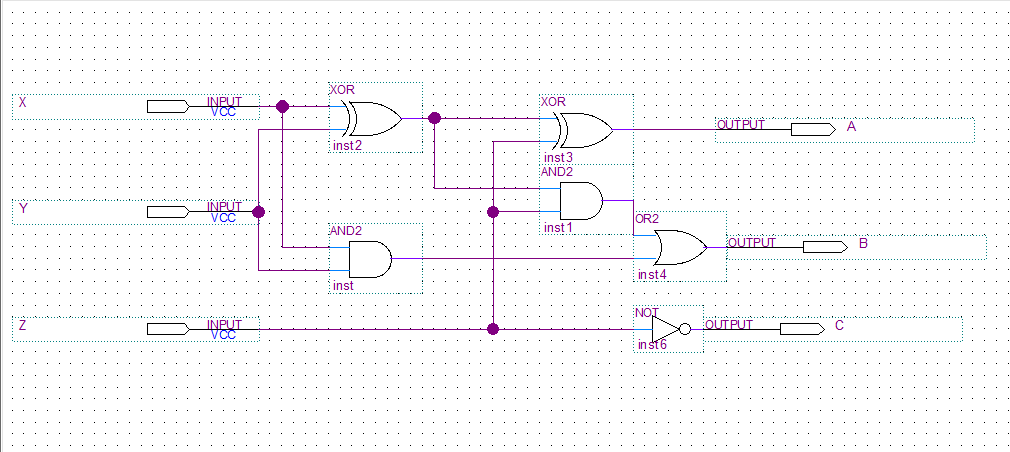 XOR
XOR
X
INPUT
VCC
OUTPUT
A
inst2
inst3
AND2
Y
INPUT
VCC
inst1
OR2
AND2
OUTPUT
B
inst
inst4
NOT
Z
INPUT
VCC
OUTPUT
C
inst6